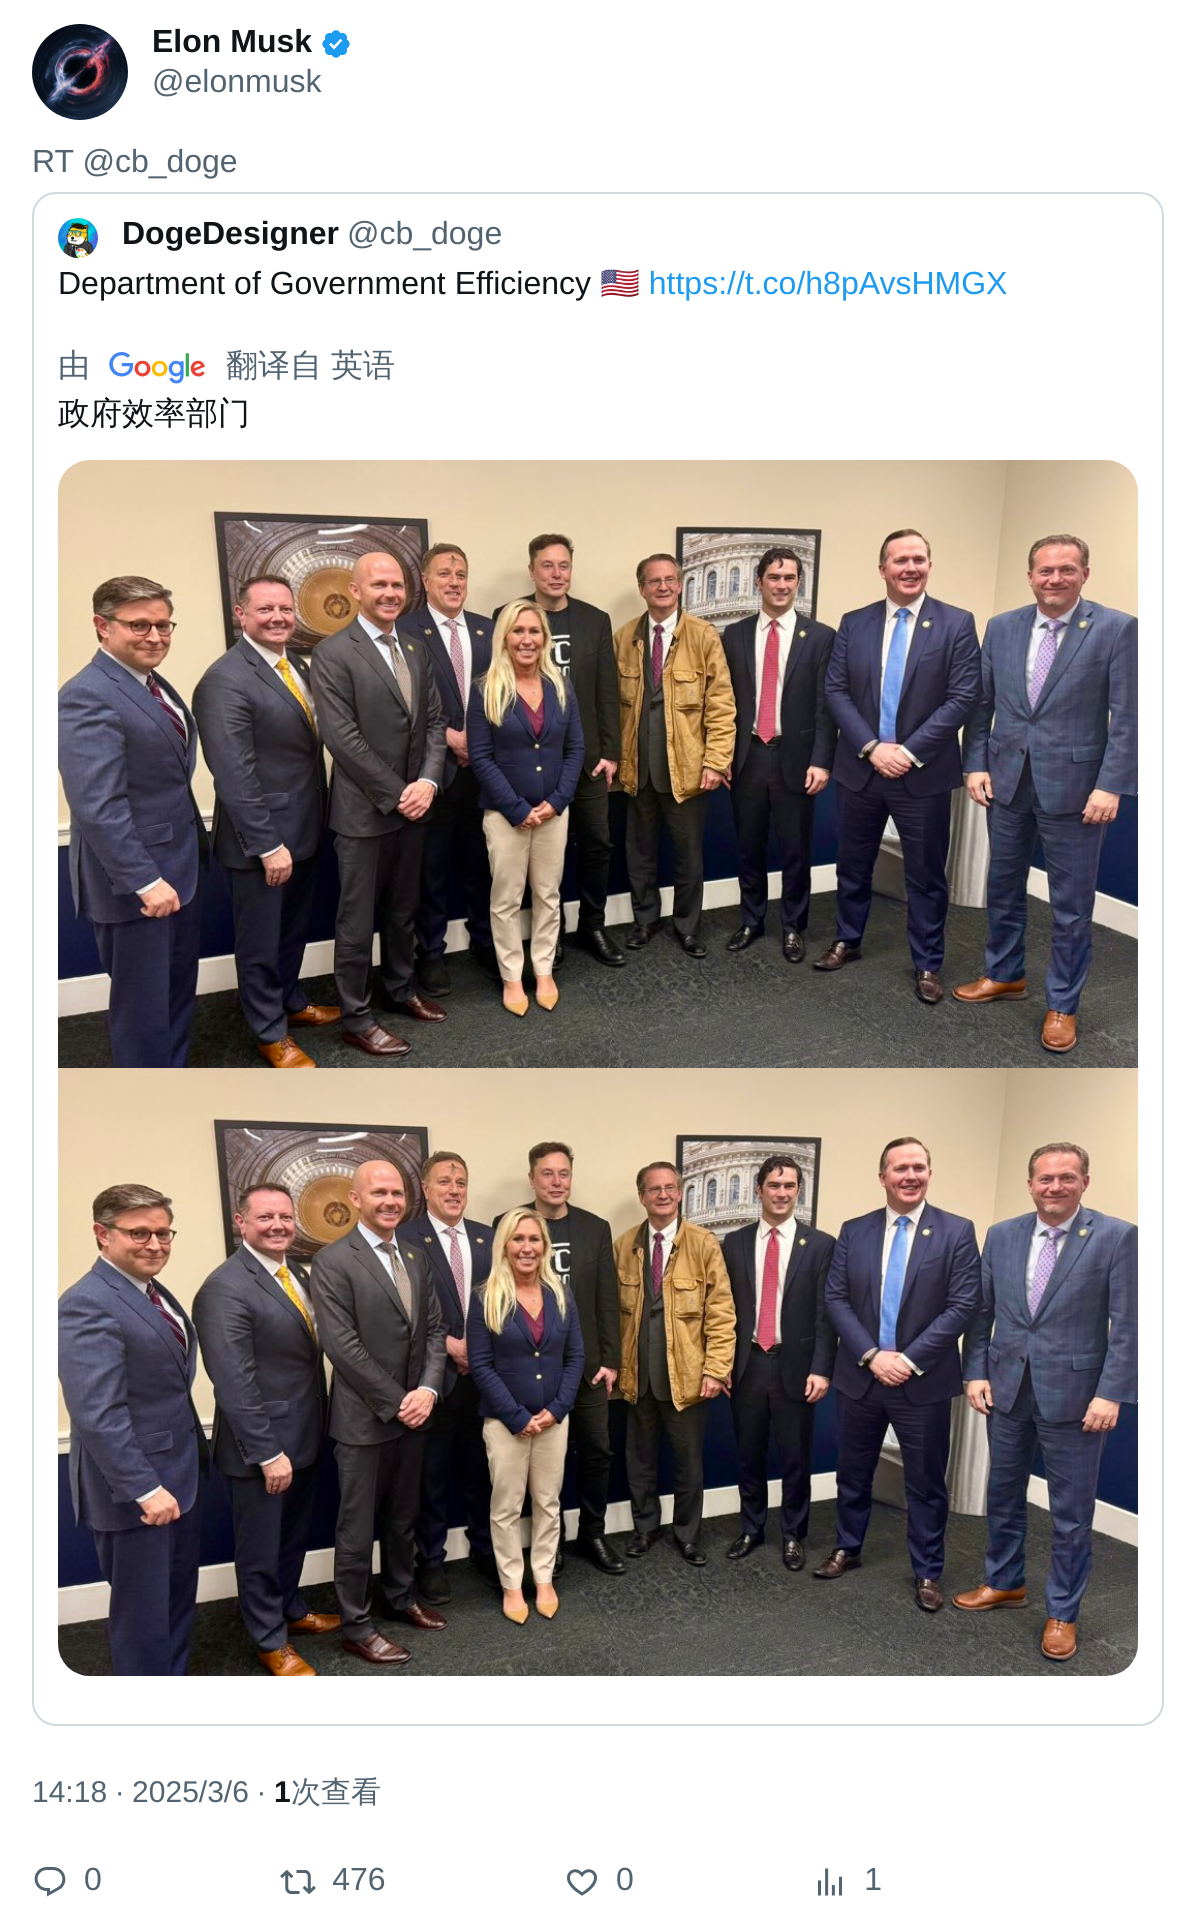 Elon Musk
@elonmusk
RT @cb_doge
DogeDesigner @cb_doge
Department of Government Efficiency 🇺🇸 https://t.co/h8pAvsHMGX
由 Google 翻译自 英语
政府效率部门
14:18 · 2025/3/6 · 1次查看
0 476 0 1